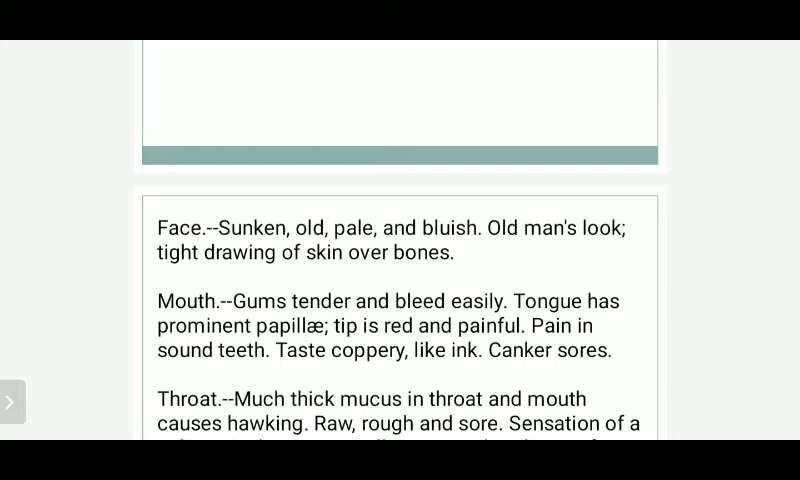 Face.--Sunken, old, pale, and bluish. Old man's look;
tight drawing of skin over bones.
Mouth.--Gums tender and bleed easily. Tongue has
prominent papillæ; tip is red and painful. Pain in
sound teeth. Taste coppery, like ink. Canker sores.
Throat.--Much thick mucus in throat and mouth
causes hawking. Raw, rough and sore. Sensation of a